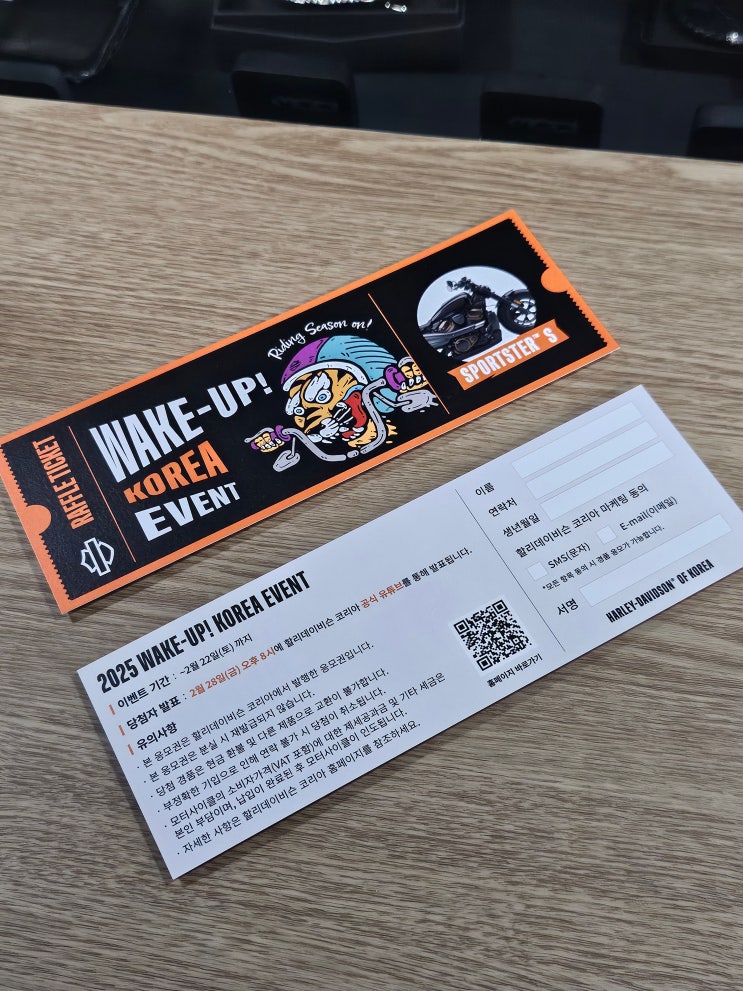 RAFFLE TICKET
WAKE-UP!
KOREA
EVENT
Riding Season on!
SPORTSTER™ S
2025 WAKE-UP! KOREA EVENT
이벤트 기간 : ~2월 22일(토) 까지
당첨자 발표 : 2월 28일(금) 오후 8시에 할리데이비슨 코리아 공식 유튜브를 통해 발표됩니다.
유의사항
· 본 응모권은 할리데이비슨 코리아에서 발행한 응모권입니다.
· 본 응모권은 분실 시 재발급되지 않습니다.
· 당첨 경품은 현금 환불 및 다른 제품으로 교환이 불가합니다.
· 부정확한 기입으로 인해 연락 불가 시 당첨이 취소됩니다.
· 모터사이클의 소비자가격(VAT 포함)에 대한 제세공과금 및 기타 세금은
본인 부담이며, 납입이 완료된 후 모터사이클이 인도됩니다.
· 자세한 사항은 할리데이비슨 코리아 홈페이지를 참조하세요.
홈페이지 바로가기
이름
연락처
생년월일
할리데이비슨 코리아 마케팅 동의
SMS(문자) E-mail(이메일)
*모든 항목 동의 시 경품 응모가 가능합니다.
서명
HARLEY-DAVIDSON® OF KOREA